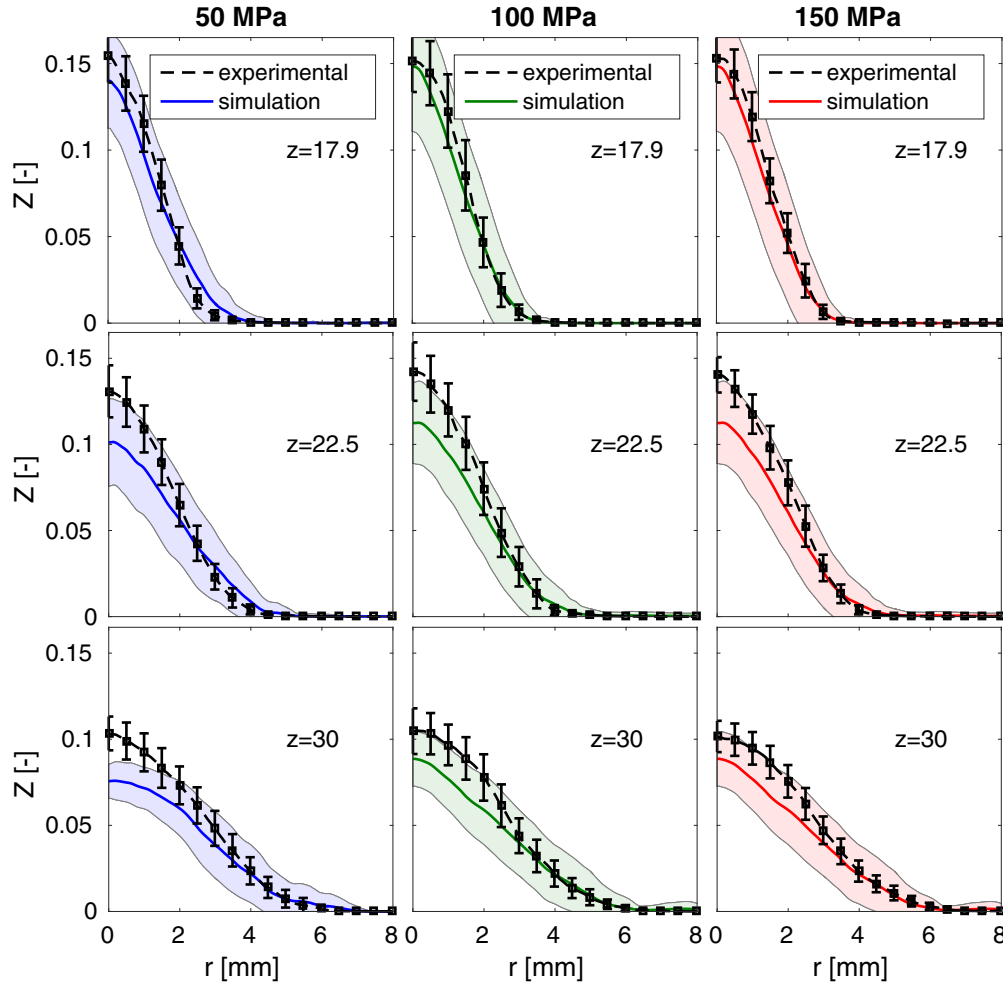 50 MPa 100 MPa 150 MPa
experimental experimental experimental
simulation simulation simulation
0.15
0.1
0.05
0
Z [-]
z=17.9 z=17.9 z=17.9
0.15
0.1
0.05
0
Z [-]
z=22.5 z=22.5 z=22.5
0.15
0.1
0.05
0
Z [-]
z=30 z=30 z=30
0 2 4 6 8 0 2 4 6 8 0 2 4 6 8
r [mm] r [mm] r [mm]